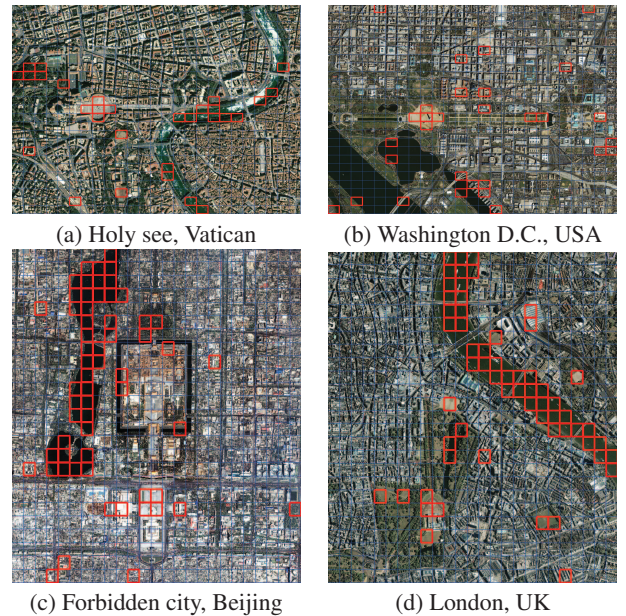 (a) Holy see, Vatican
(b) Washington D.C., USA
(c) Forbidden city, Beijing
(d) London, UK